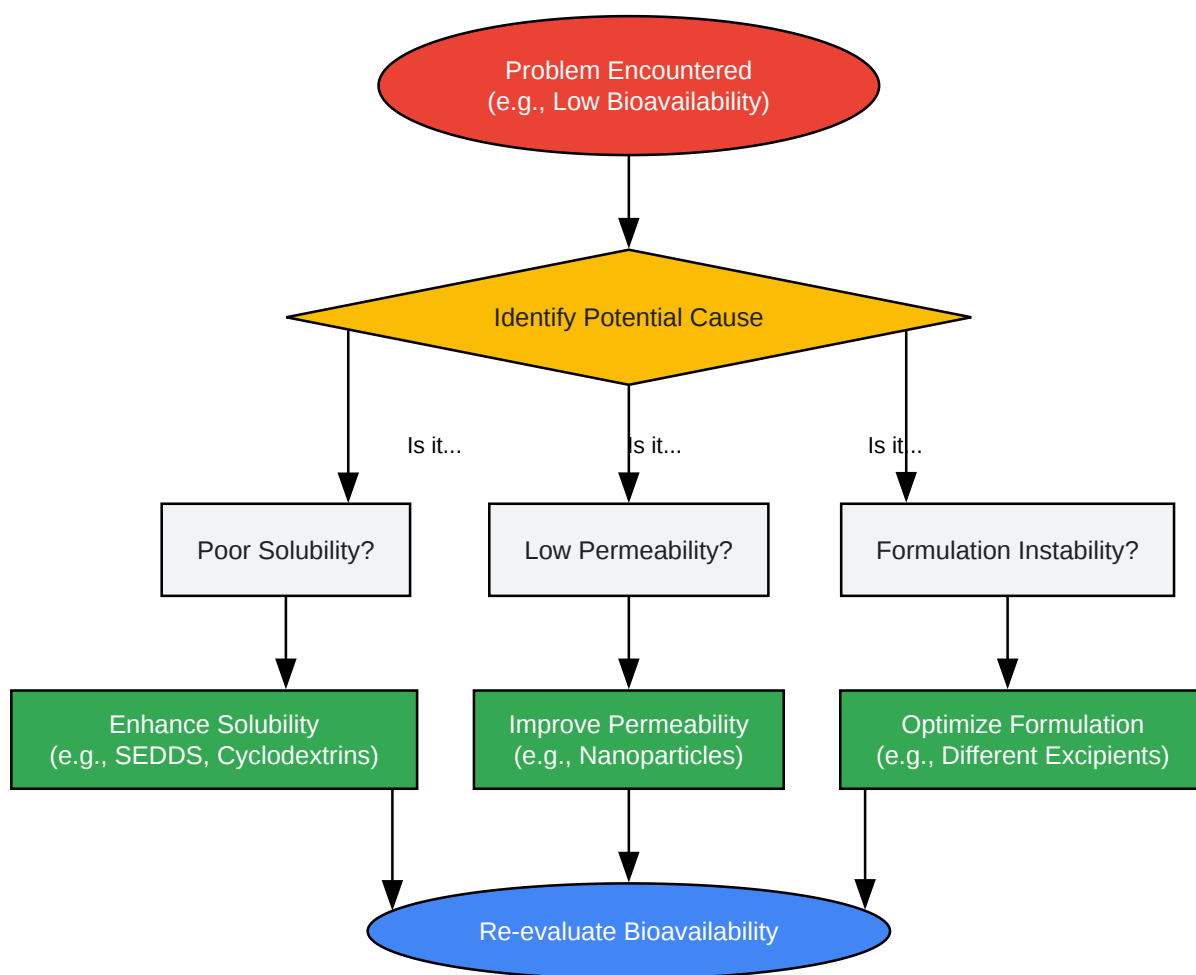 Problem Encountered
(e.g., Low Bioavailability)
Identify Potential Cause
Is it...
Is it...
Is it...
Poor Solubility?
Low Permeability?
Formulation Instability?
Enhance Solubility
(e.g., SEDDS, Cyclodextrins)
Improve Permeability
(e.g., Nanoparticles)
Optimize Formulation
(e.g., Different Excipients)
Re-evaluate Bioavailability